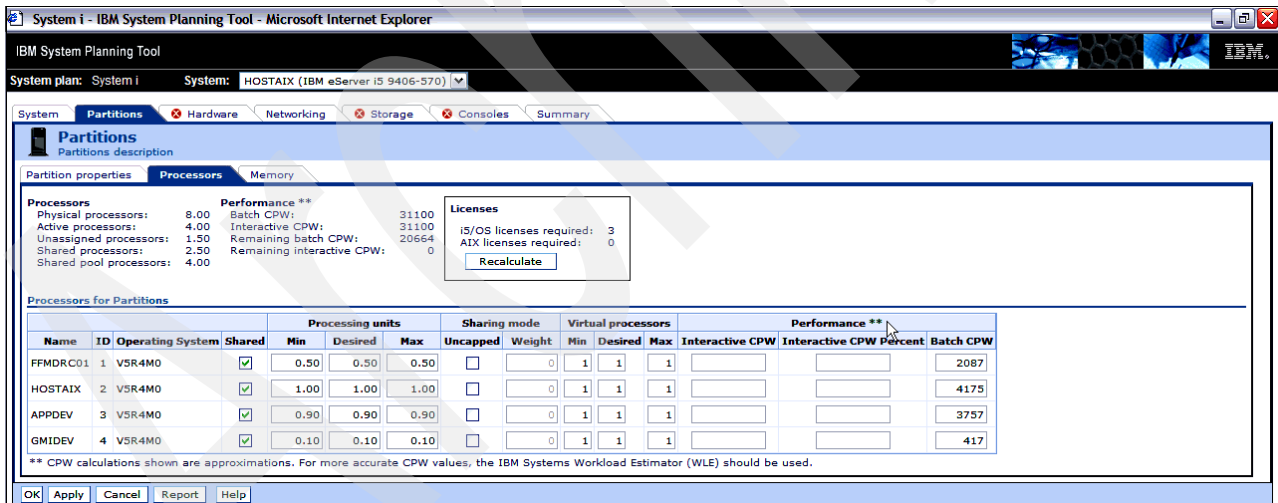 System i - IBM System Planning Tool - Microsoft Internet Explorer
IBM System Planning Tool IBM.
System plan: System i System: HOSTAIX (IBM eServer i5 9406-570)
System Partitions Hardware Networking Storage Consoles Summary
Partitions
Partitions description
Partition properties Processors Memory
Processors Performance ** Licenses
Physical processors: 8.00 Batch CPW: 31100
Active processors: 4.00 Interactive CPW: 31100 i5/OS licenses required: 3
Unassigned processors: 1.50 Remaining batch CPW: 20664 AIX licenses required: 0
Shared processors: 2.50 Remaining interactive CPW: 0
Shared pool processors: 4.00 Recalculate
Processors for Partitions
Processing units Sharing mode Virtual processors Performance **
Name ID Operating System Shared Min Desired Max Uncapped Weight Min Desired Max Interactive CPW Interactive CPW Percent Batch CPW
FFMDRC01 1 V5R4M0 0.50 0.50 0.50 0 1 1 1 2087
HOSTAIX 2 V5R4M0 1.00 1.00 1.00 0 1 1 1 4175
APPDEV 3 V5R4M0 0.90 0.90 0.90 0 1 1 1 3757
GMIDEV 4 V5R4M0 0.10 0.10 0.10 0 1 1 1 417
** CPW calculations shown are approximations. For more accurate CPW values, the IBM Systems Workload Estimator (WLE) should be used.
OK Apply Cancel Report Help